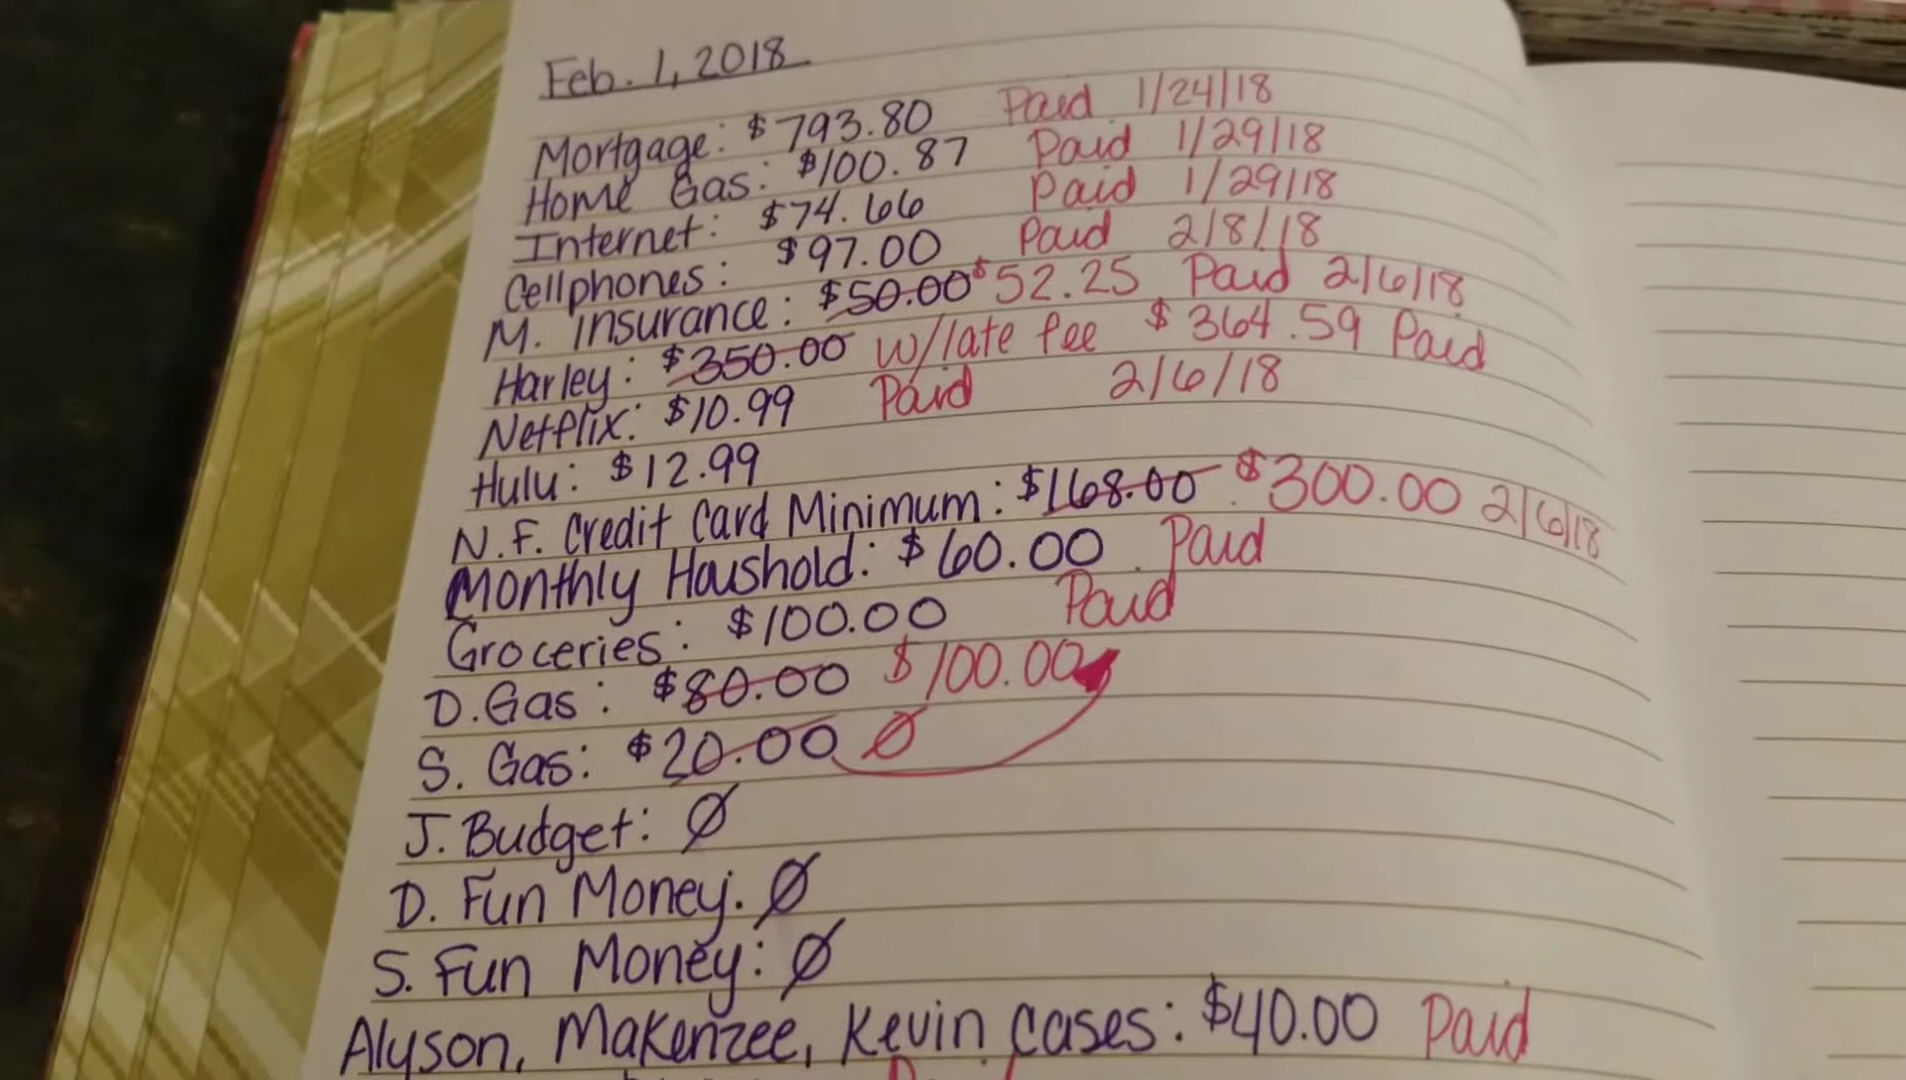 Feb. 1, 2018
Mortgage: $793.80 Paid 1/24/18
Home Gas: $100.87 Paid 1/29/18
Internet: $74.66 Paid 1/29/18
Cellphones: $97.00 Paid 2/8/18
M. Insurance: $50.00 $52.25 Paid 2/6/18
Harley: $350.00 w/late fee $364.59 Paid
Netflix: $10.99 Paid 2/6/18
Hulu: $12.99
N.F. Credit Card Minimum: $168.00 $300.00 2/6/18
Monthly Haushold: $60.00 Paid
Groceries: $100.00 Paid
D. Gas: $80.00 $100.00
S. Gas: $20.00 Ø
J. Budget: Ø
D. Fun Money: Ø
S. Fun Money: Ø
Alyson, Makenzee, Kevin Cases: $40.00 Paid